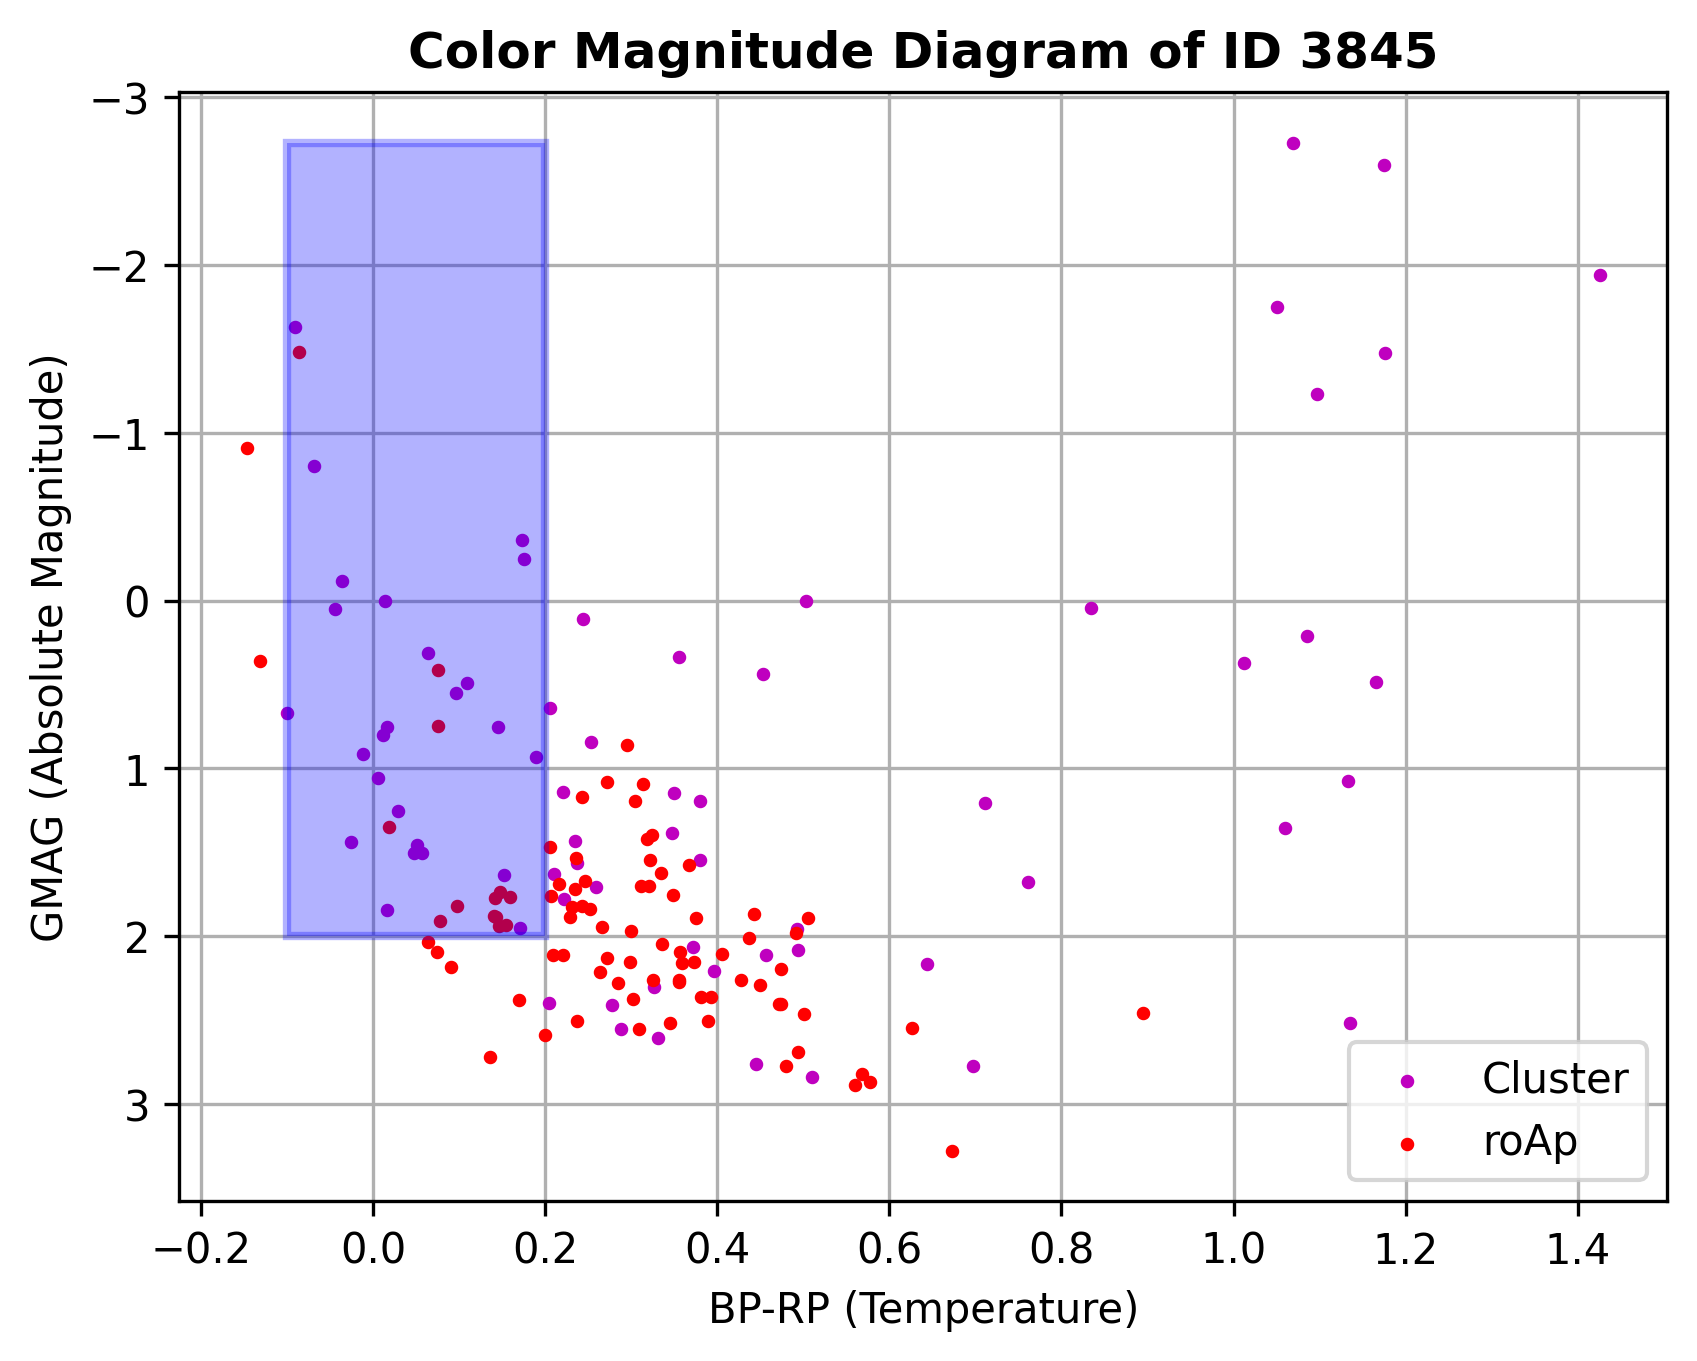 Color Magnitude Diagram of ID 3845
−3
−2
−1
0
1
2
3
GMAG (Absolute Magnitude)
Cluster
roAp
−0.2 0.0 0.2 0.4 0.6 0.8 1.0 1.2 1.4
BP-RP (Temperature)